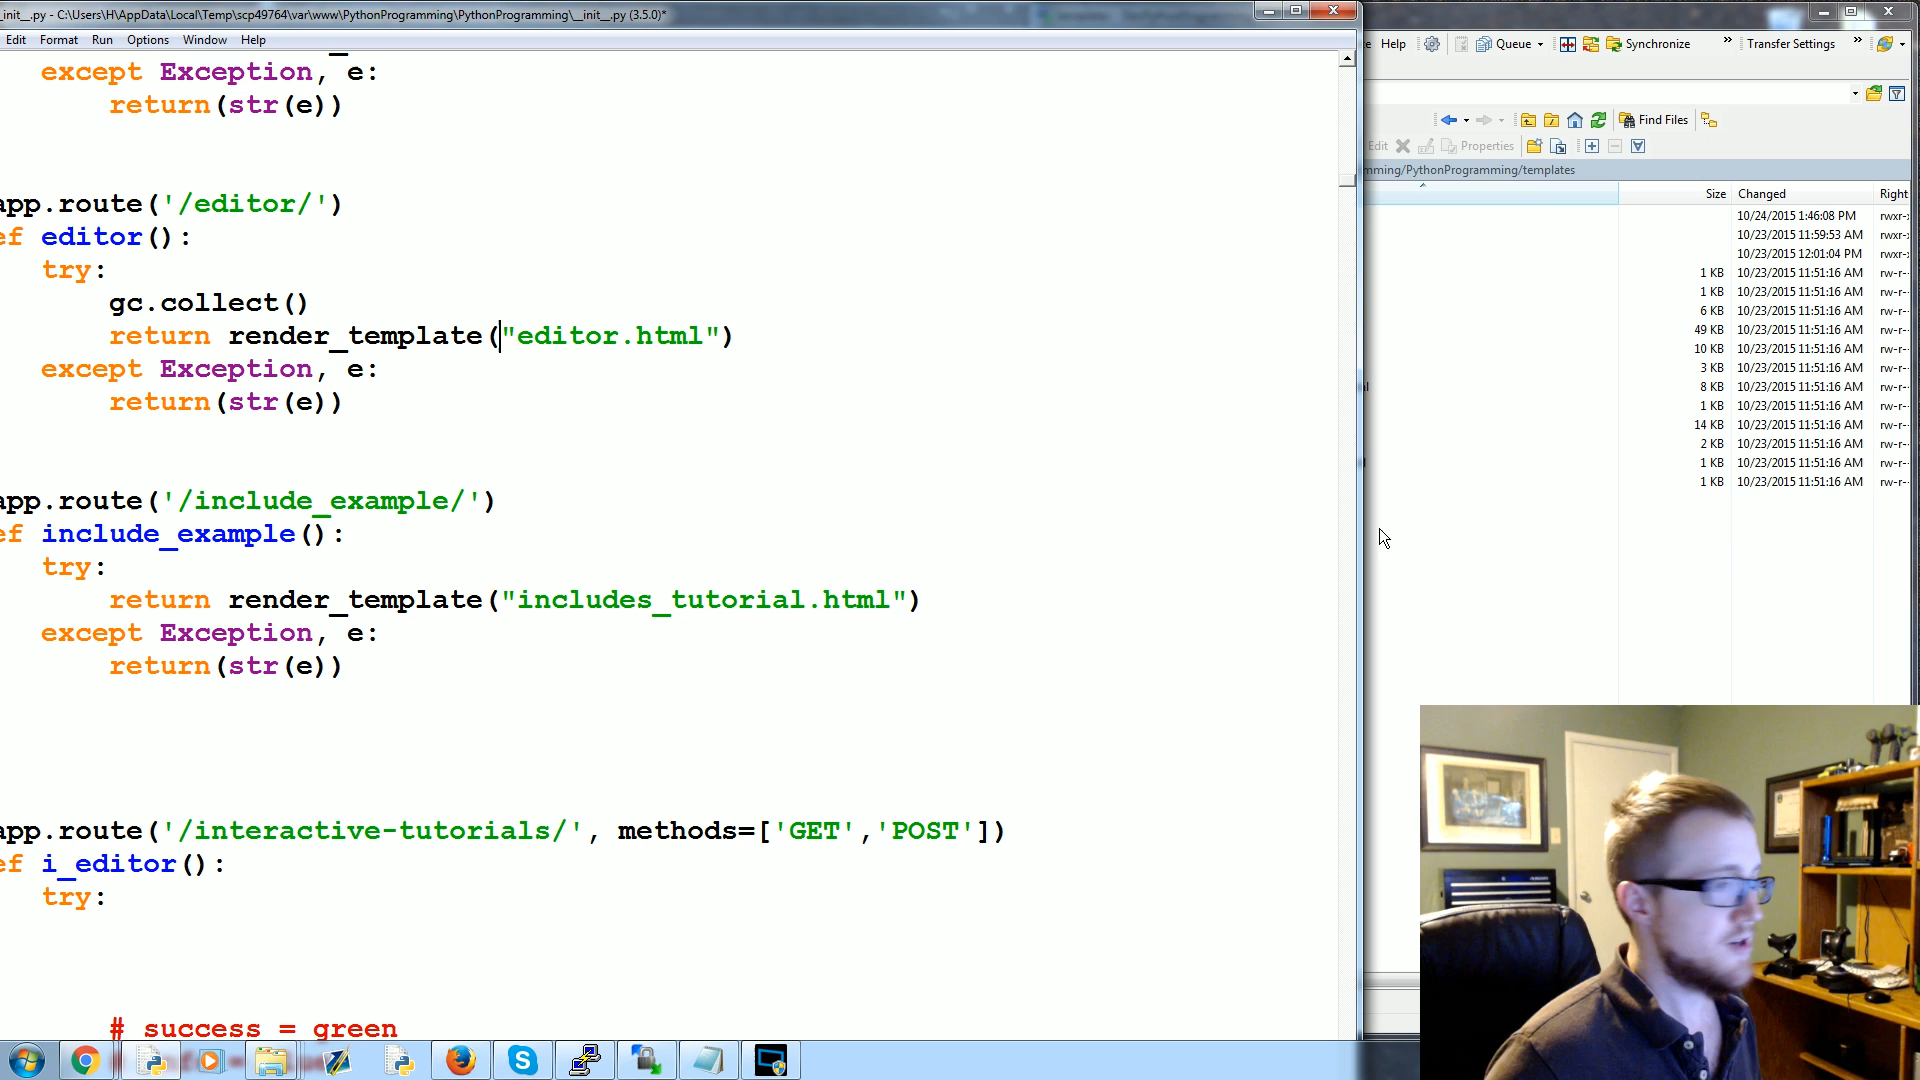 _init__.py - C:\Users\H\AppData\Local\Temp\scp49764\var\www\PythonProgramming\PythonProgramming\__init__.py (3.5.0)*
Edit Format Run Options Window Help
except Exception, e:
return(str(e))
app.route('/editor/')
ef editor():
try:
gc.collect()
return render_template("editor.html")
except Exception, e:
return(str(e))
app.route('/include_example/')
ef include_example():
try:
return render_template("includes_tutorial.html")
except Exception, e:
return(str(e))
app.route('/interactive-tutorials/', methods=['GET','POST'])
ef i_editor():
try:
# success = green
Help Queue Synchronize » Transfer Settings »
Find Files
Edit Properties
mming/PythonProgramming/templates
Size Changed Right
10/24/2015 1:46:08 PM rwxr-
10/23/2015 11:59:53 AM rwxr-
10/23/2015 12:01:04 PM rwxr-
1 KB 10/23/2015 11:51:16 AM rw-r--
1 KB 10/23/2015 11:51:16 AM rw-r--
6 KB 10/23/2015 11:51:16 AM rw-r--
49 KB 10/23/2015 11:51:16 AM rw-r--
10 KB 10/23/2015 11:51:16 AM rw-r--
3 KB 10/23/2015 11:51:16 AM rw-r--
8 KB 10/23/2015 11:51:16 AM rw-r--
1 KB 10/23/2015 11:51:16 AM rw-r--
14 KB 10/23/2015 11:51:16 AM rw-r--
2 KB 10/23/2015 11:51:16 AM rw-r--
1 KB 10/23/2015 11:51:16 AM rw-r--
1 KB 10/23/2015 11:51:16 AM rw-r--